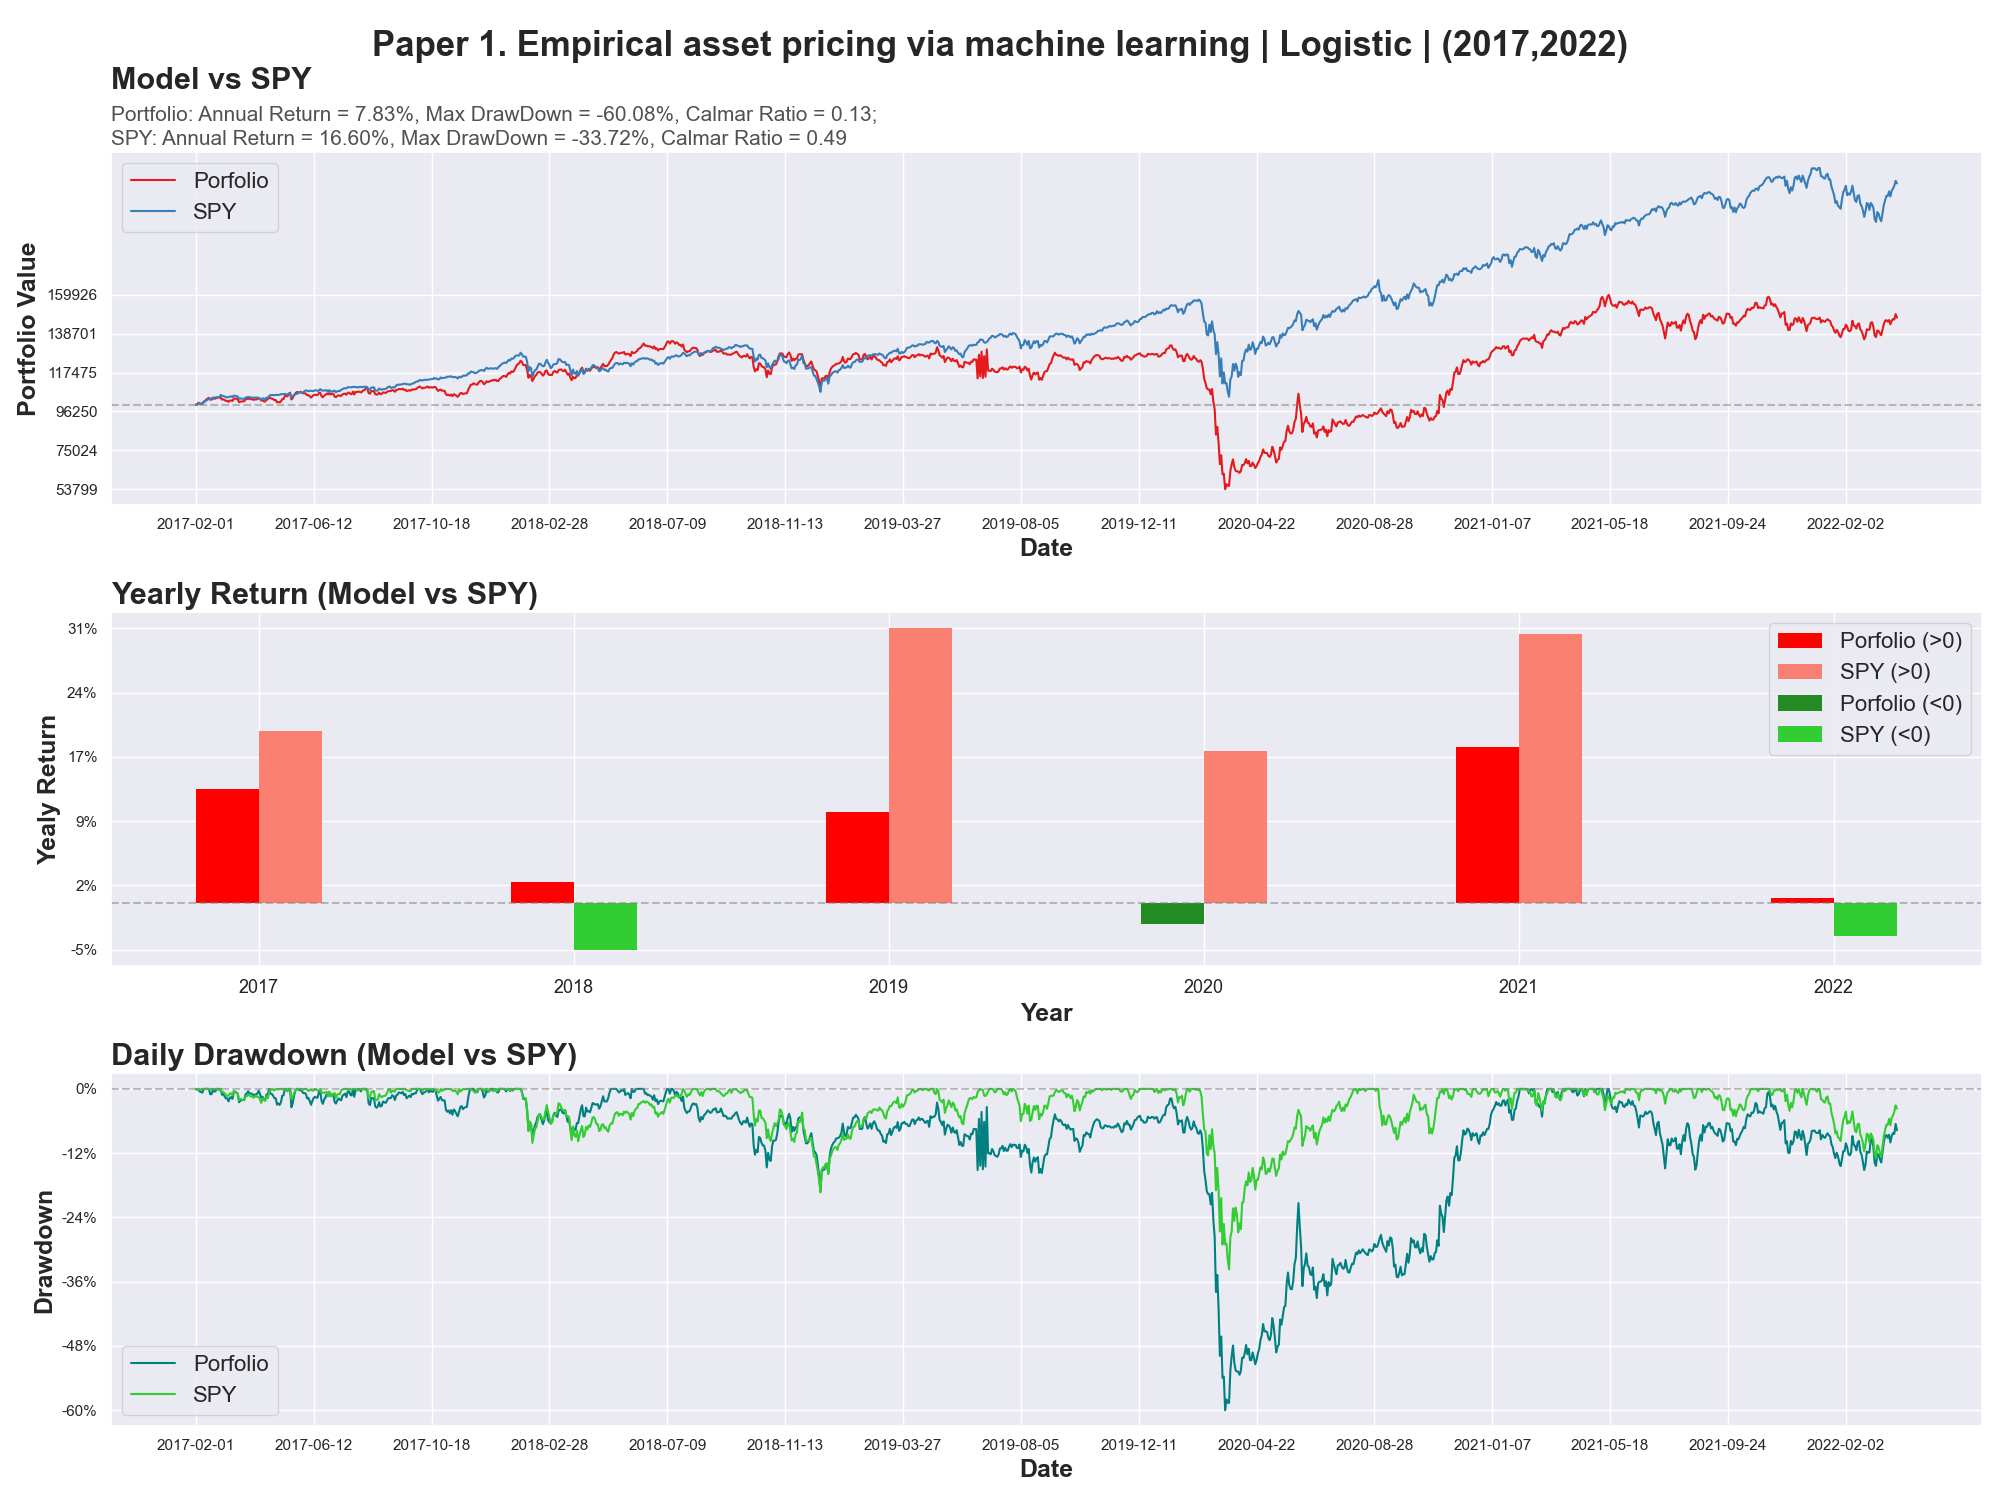 Paper 1. Empirical asset pricing via machine learning | Logistic | (2017,2022)
Model vs SPY
Portfolio: Annual Return = 7.83%, Max DrawDown = -60.08%, Calmar Ratio = 0.13;
SPY: Annual Return = 16.60%, Max DrawDown = -33.72%, Calmar Ratio = 0.49
Porfolio
SPY
Portfolio Value
159926
138701
117475
96250
75024
53799
2017-02-01 2017-06-12 2017-10-18 2018-02-28 2018-07-09 2018-11-13 2019-03-27 2019-08-05 2019-12-11 2020-04-22 2020-08-28 2021-01-07 2021-05-18 2021-09-24 2022-02-02
Date
Yearly Return (Model vs SPY)
Porfolio (>0)
SPY (>0)
Porfolio (<0)
SPY (<0)
Yealy Return
31%
24%
17%
9%
2%
-5%
2017 2018 2019 2020 2021 2022
Year
Daily Drawdown (Model vs SPY)
Drawdown
0%
-12%
-24%
-36%
-48%
-60%
Porfolio
SPY
2017-02-01 2017-06-12 2017-10-18 2018-02-28 2018-07-09 2018-11-13 2019-03-27 2019-08-05 2019-12-11 2020-04-22 2020-08-28 2021-01-07 2021-05-18 2021-09-24 2022-02-02
Date